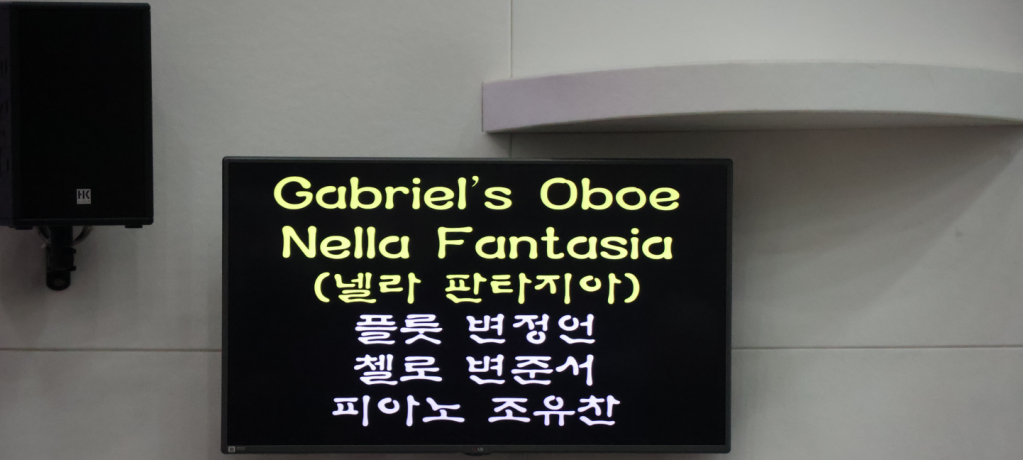 Gabriel's Oboe
Nella Fantasia
(넬라 판타지아)
플룻 변정언
첼로 변준서
피아노 조유찬
HK